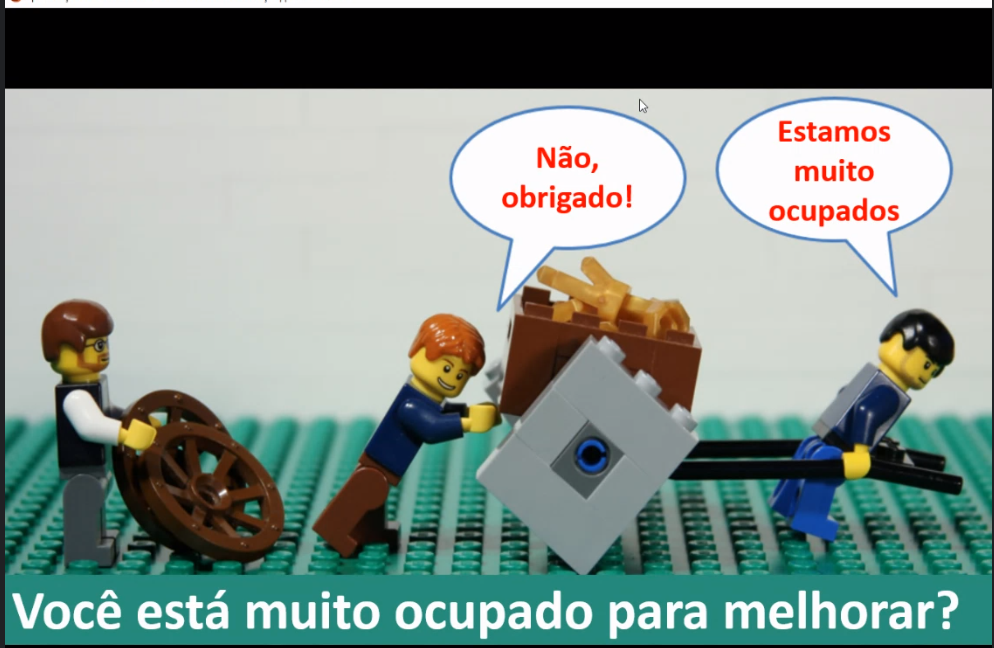 Não,
obrigado!
Estamos
muito
ocupados
Você está muito ocupado para melhorar?